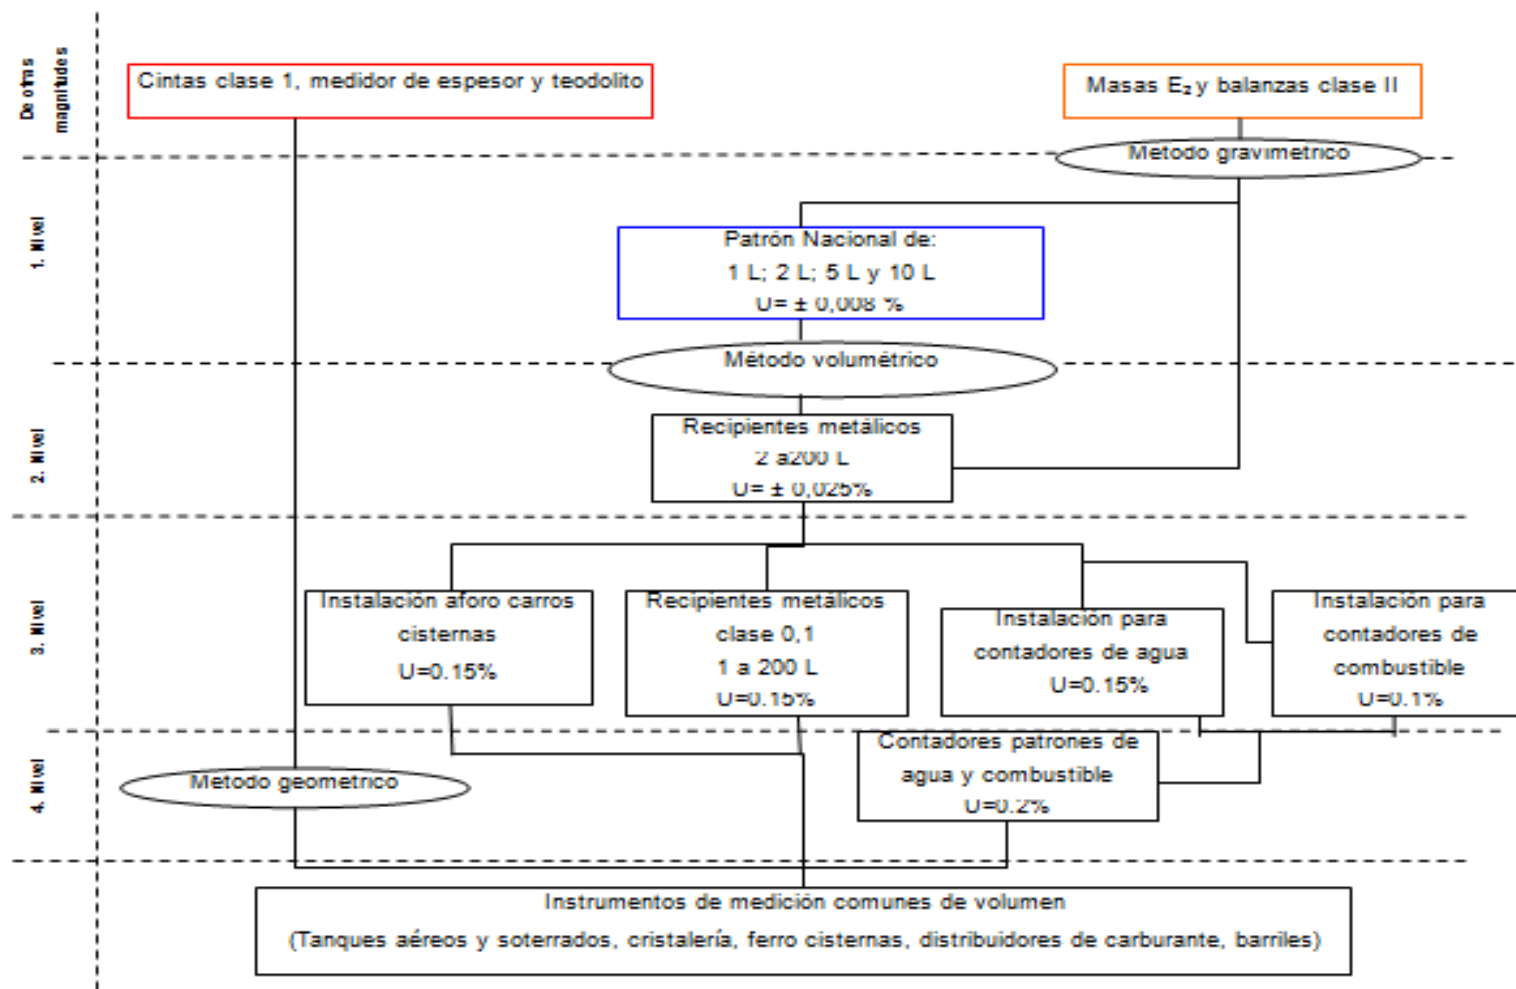 De otras
magnitudes
Cintas clase 1, medidor de espesor y teodolito
Masas E₂ y balanzas clase II
Metodo gravimetrico
1. Nivel
Patrón Nacional de:
1 L; 2 L; 5 L y 10 L
U= ± 0,008 %
Método volumétrico
2. Nivel
Recipientes metálicos
2 a200 L
U= ± 0,025%
3. Nivel
Instalación aforo carros
cisternas
U=0.15%
Recipientes metálicos
clase 0,1
1 a 200 L
U=0.15%
Instalación para
contadores de agua
U=0.15%
Instalación para
contadores de
combustible
U=0.1%
4. Nivel
Metodo geometrico
Contadores patrones de
agua y combustible
U=0.2%
Instrumentos de medición comunes de volumen
(Tanques aéreos y soterrados, cristalería, ferro cisternas, distribuidores de carburante, barriles)